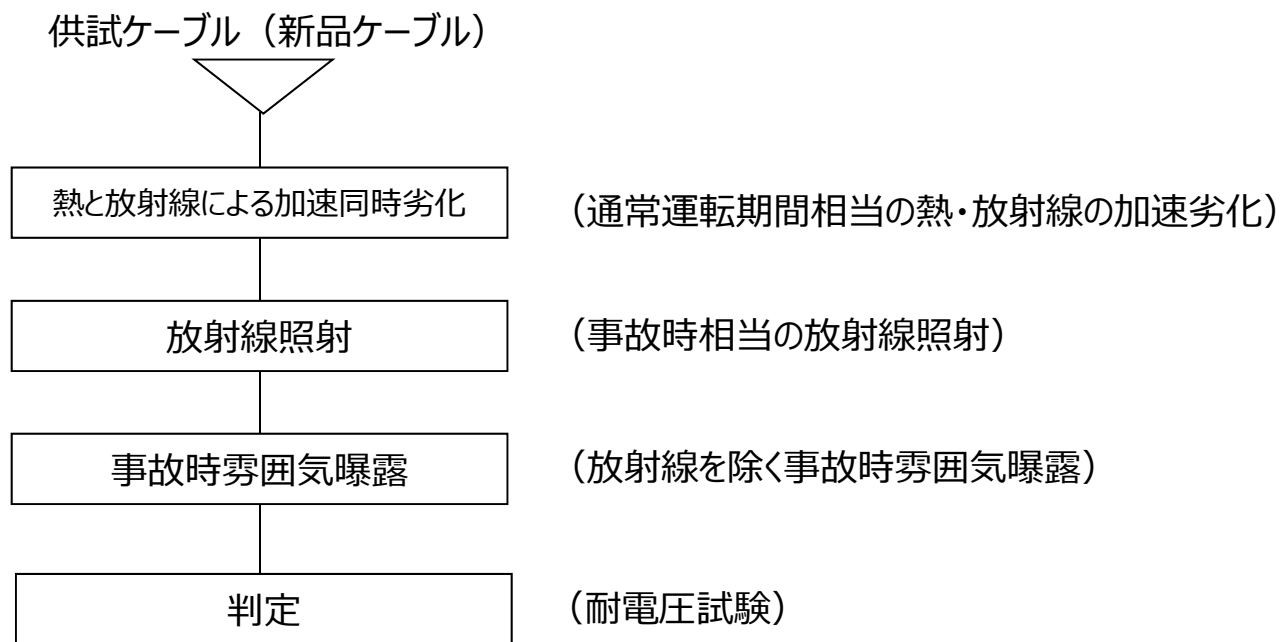 供試ケーブル（新品ケーブル）
熱と放射線による加速同時劣化
（通常運転期間相当の熱・放射線の加速劣化）
放射線照射
（事故時相当の放射線照射）
事故時雰囲気曝露
（放射線を除く事故時雰囲気曝露）
判定
（耐電圧試験）